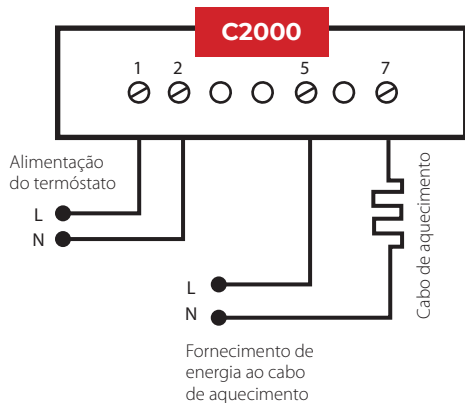 C2000
1 2 5 7
Alimentação
do termóstato
L
N
Cabo de aquecimento
L
N
Fornecimento de
energia ao cabo
de aquecimento